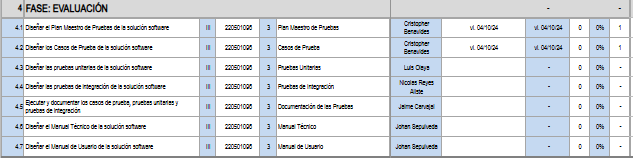 4 FASE: EVALUACIÓN - -
4.1 Diseñar el Plan Maestro de Pruebas de la solución software III 220501096 3 Plan Maestro de Pruebas Cristopher Benavides vi. 04/10/24 vi. 04/10/24 0 0% 1
4.2 Diseñar los Casos de Prueba de la solución software III 220501096 3 Casos de Prueba Cristopher Benavides vi. 04/10/24 vi. 04/10/24 0 0% 1
4.3 Diseñar las pruebas unitarias de la solución software III 220501096 3 Pruebas Unitarias Luis Olaya - 0 0% -
4.4 Diseñar las pruebas de integración de la solución software III 220501096 3 Pruebas de Integración Nicolas Reyes Alste - 0 0% -
4.5 Ejecutar y documentar los casos de prueba, pruebas unitarias y pruebas de integración III 220501096 3 Documentación de las Pruebas Jaime Carvajal - 0 0% -
4.6 Diseñar el Manual Técnico de la solución software III 220501096 3 Manual Técnico Johan Sepulveda - 0 0% -
4.7 Diseñar el Manual de Usuario de la solución software III 220501096 3 Manual de Usuario Johan Sepulveda - 0 0% -